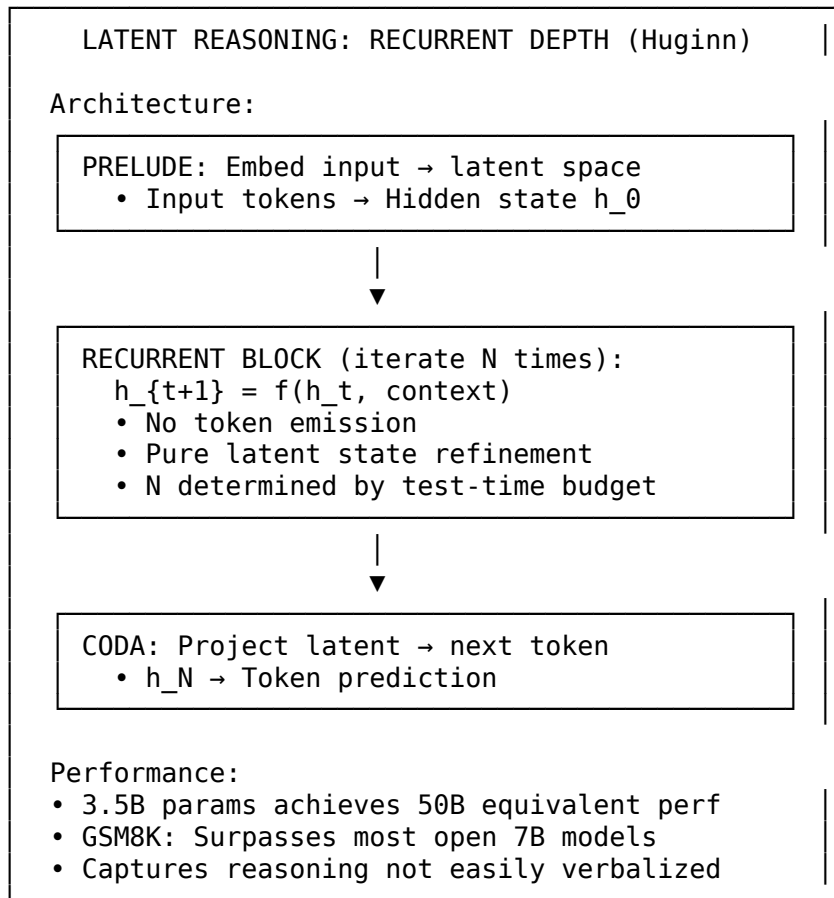 LATENT REASONING: RECURRENT DEPTH (Huginn)
Architecture:
PRELUDE: Embed input → latent space
• Input tokens → Hidden state h_0
RECURRENT BLOCK (iterate N times):
h_{t+1} = f(h_t, context)
• No token emission
• Pure latent state refinement
• N determined by test-time budget
CODA: Project latent → next token
• h_N → Token prediction
Performance:
• 3.5B params achieves 50B equivalent perf
• GSM8K: Surpasses most open 7B models
• Captures reasoning not easily verbalized